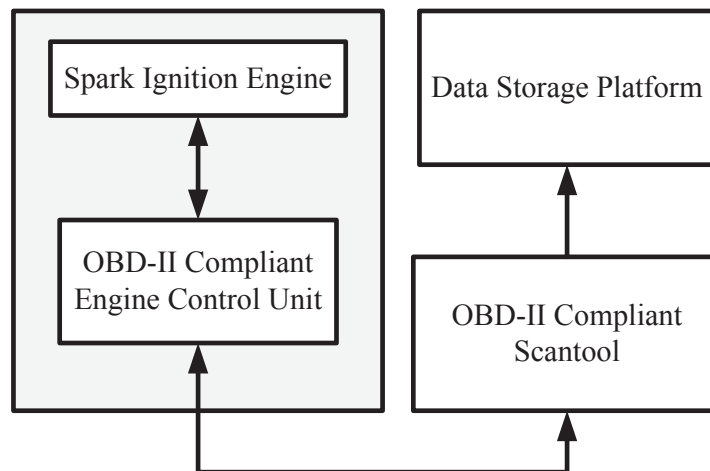 Spark Ignition Engine
OBD-II Compliant
Engine Control Unit
Data Storage Platform
OBD-II Compliant
Scantool